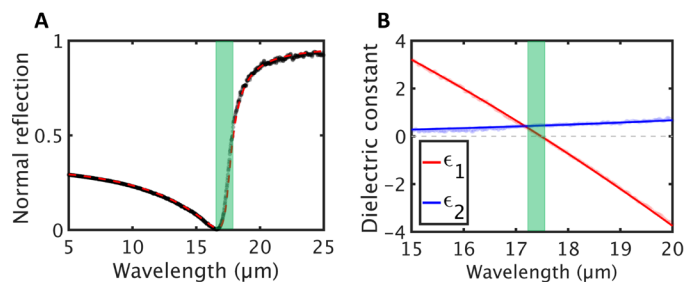 A
Normal reflection
1
0.5
0
5 10 15 20 25
Wavelength (μm)
B
Dielectric constant
4
2
0
-2
-4
ϵ1
ϵ2
15 16 17 18 19 20
Wavelength (μm)